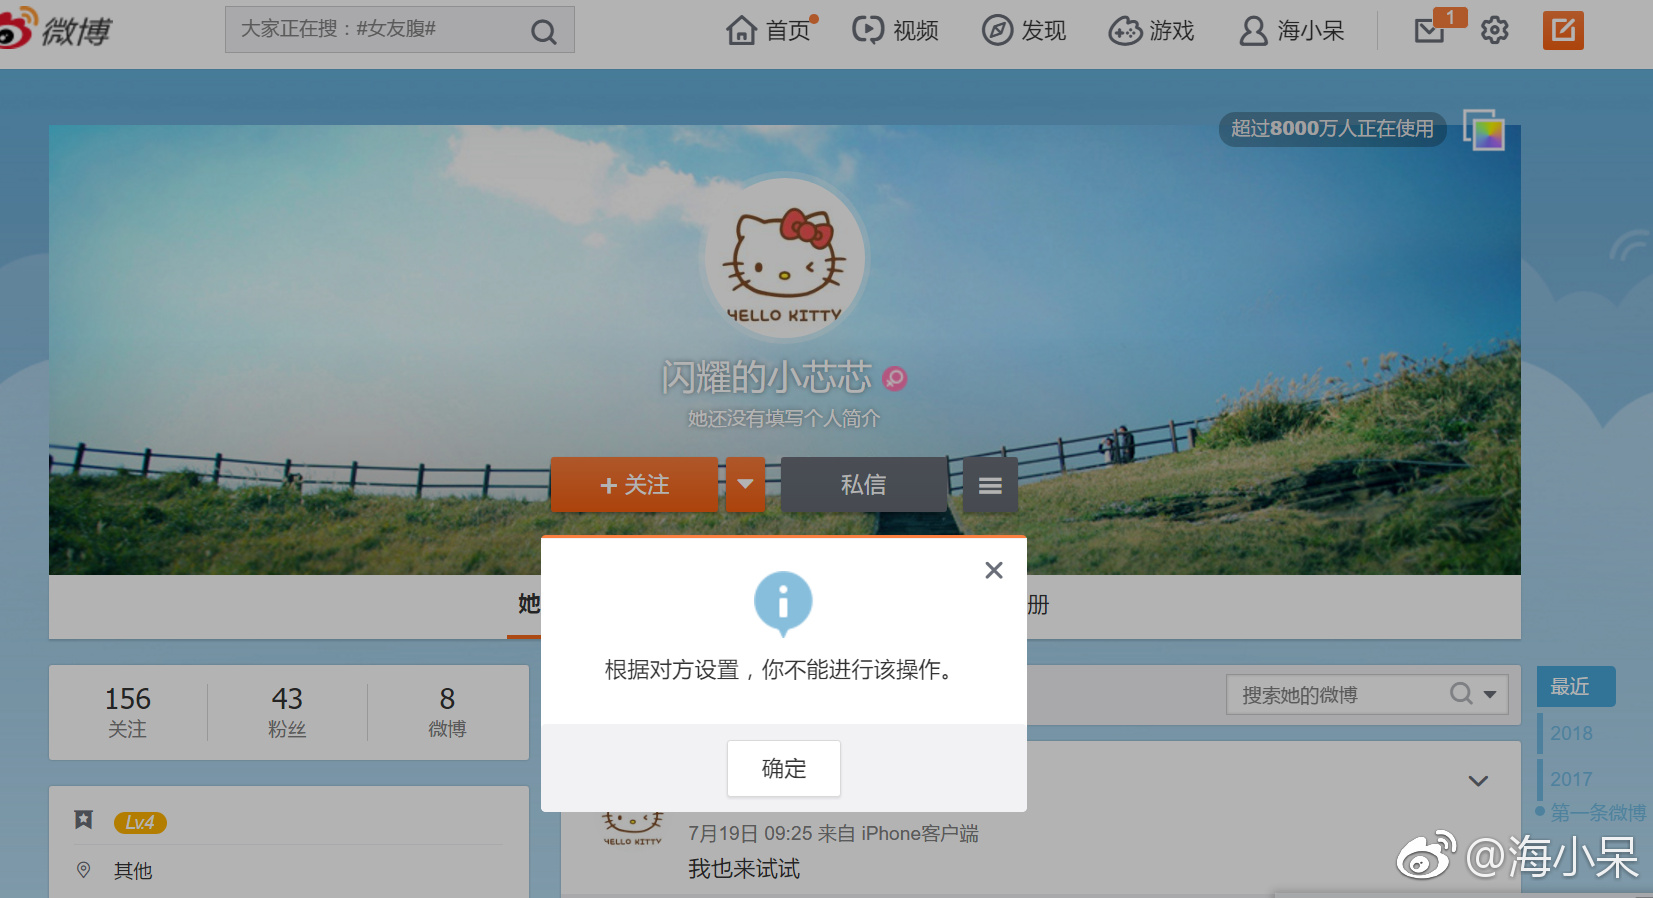 微博
大家正在搜：#女友腹#
首页
视频
发现
游戏
海小呆
1
超过8000万人正在使用
HELLO KITTY
闪耀的小芯芯
她还没有填写个人简介
+ 关注
私信
她
册
根据对方设置，你不能进行该操作。
确定
156
关注
43
粉丝
8
微博
搜索她的微博
最近
2018
2017
第一条微博
Lv.4
其他
HELLO KITTY
7月19日 09:25 来自 iPhone客户端
我也来试试
@海小呆